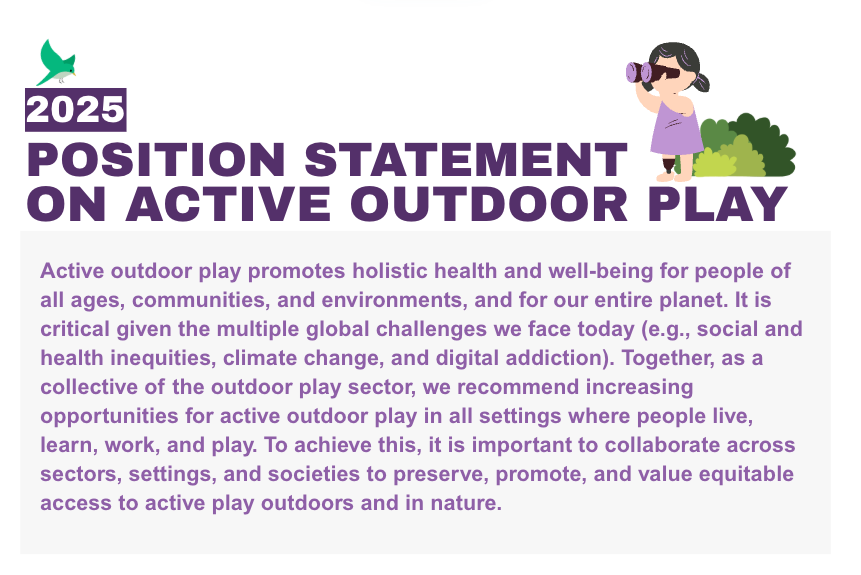 2025
POSITION STATEMENT
ON ACTIVE OUTDOOR PLAY
Active outdoor play promotes holistic health and well-being for people of
all ages, communities, and environments, and for our entire planet. It is
critical given the multiple global challenges we face today (e.g., social and
health inequities, climate change, and digital addiction). Together, as a
collective of the outdoor play sector, we recommend increasing
opportunities for active outdoor play in all settings where people live,
learn, work, and play. To achieve this, it is important to collaborate across
sectors, settings, and societies to preserve, promote, and value equitable
access to active play outdoors and in nature.